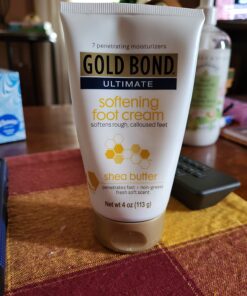 7 penetrating moisturizers
GOLD BOND
ULTIMATE
softening
foot cream
softens rough, calloused feet
shea butter
penetrates fast • non-greasy
fresh soft scent
Net wt 4 oz (113 g)